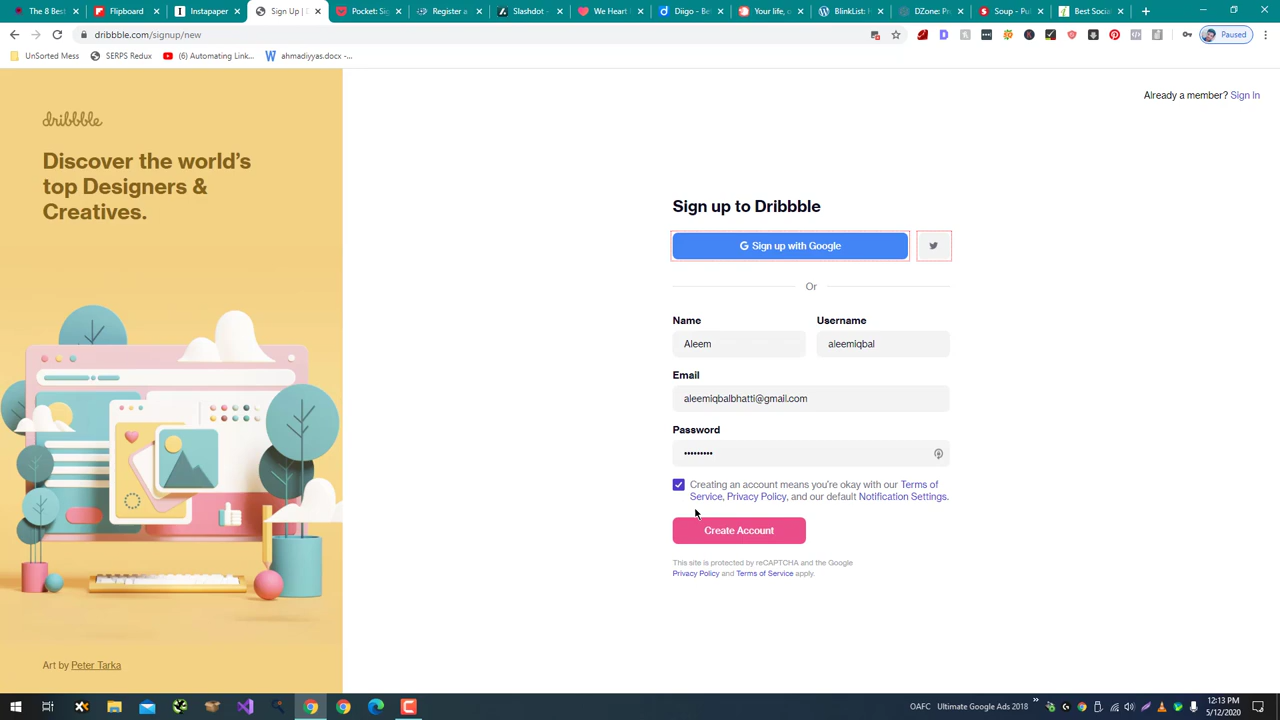 Flipboard
Instapaper
Sign Up | D
Pocket: Sig
Register a
Slashdot -
We Heart
Diigo - Be
Your life, o
WordPress
BlinkList: N
DZone: Pr
Soup - Pul
Best Social
dribbble.com/signup/new
Paused
UnSorted Mess
SERPS Redux
(6) Automating Link...
ahmadiyyas.docx -...
Already a member? Sign In
dribbble
Discover the world's
top Designers &
Creatives.
Sign up to Dribbble
G Sign up with Google
Or
Name
Username
Aleem
aleemiqbal
Email
aleemiqbalbhatti@gmail.com
Password
•••••••••
Creating an account means you're okay with our Terms of
Service, Privacy Policy, and our default Notification Settings.
Create Account
This site is protected by reCAPTCHA and the Google
Privacy Policy and Terms of Service apply.
Art by Peter Tarka
OAFC
Ultimate Google Ads 2018
12:13 PM
5/12/2020